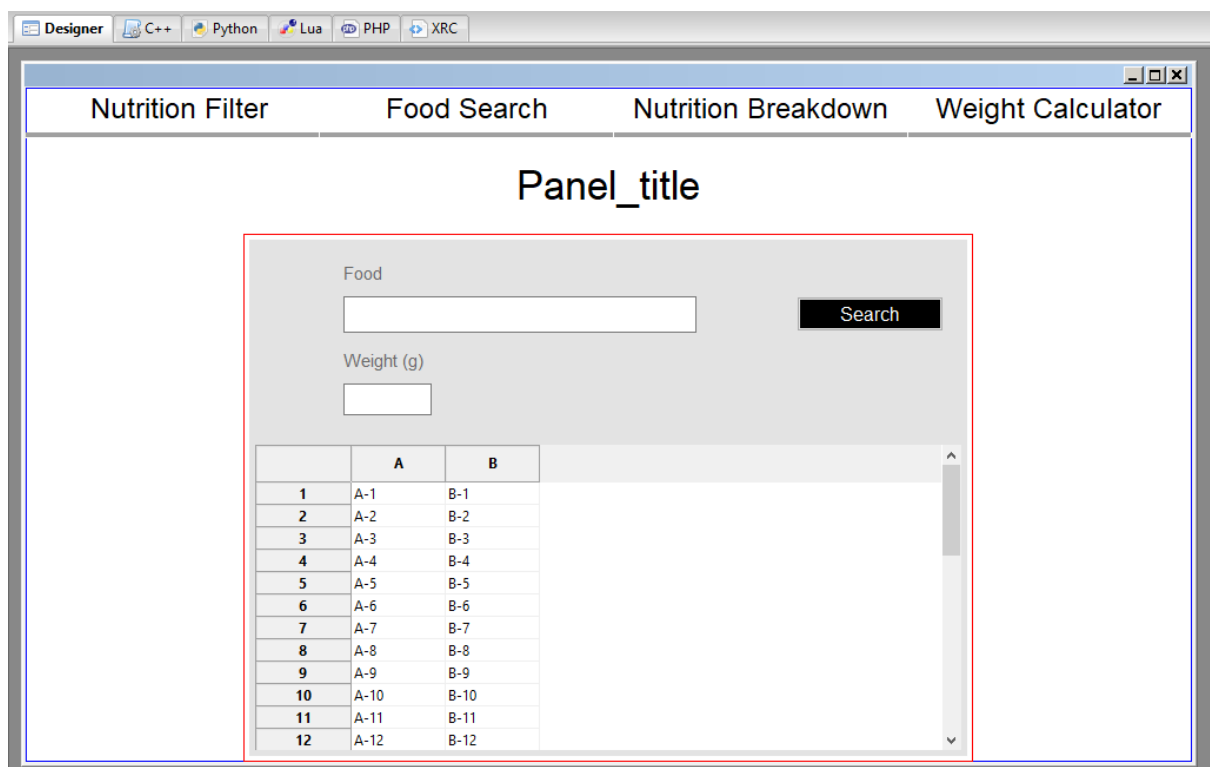 Designer C++ Python Lua PHP XRC
Nutrition Filter Food Search Nutrition Breakdown Weight Calculator
Panel_title
Food
Search
Weight (g)
A B
1 A-1 B-1
2 A-2 B-2
3 A-3 B-3
4 A-4 B-4
5 A-5 B-5
6 A-6 B-6
7 A-7 B-7
8 A-8 B-8
9 A-9 B-9
10 A-10 B-10
11 A-11 B-11
12 A-12 B-12